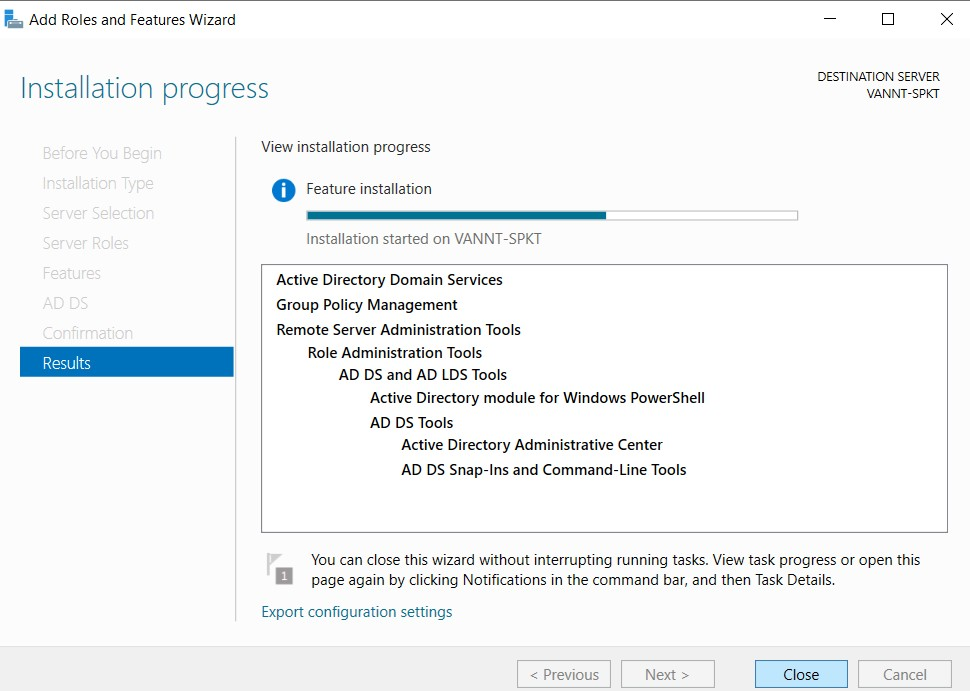 Add Roles and Features Wizard
Installation progress
DESTINATION SERVER
VANNT-SPKT
Before You Begin
Installation Type
Server Selection
Server Roles
Features
AD DS
Confirmation
Results
View installation progress
Feature installation
Installation started on VANNT-SPKT
Active Directory Domain Services
Group Policy Management
Remote Server Administration Tools
Role Administration Tools
AD DS and AD LDS Tools
Active Directory module for Windows PowerShell
AD DS Tools
Active Directory Administrative Center
AD DS Snap-Ins and Command-Line Tools
1
You can close this wizard without interrupting running tasks. View task progress or open this
page again by clicking Notifications in the command bar, and then Task Details.
Export configuration settings
< Previous
Next >
Close
Cancel